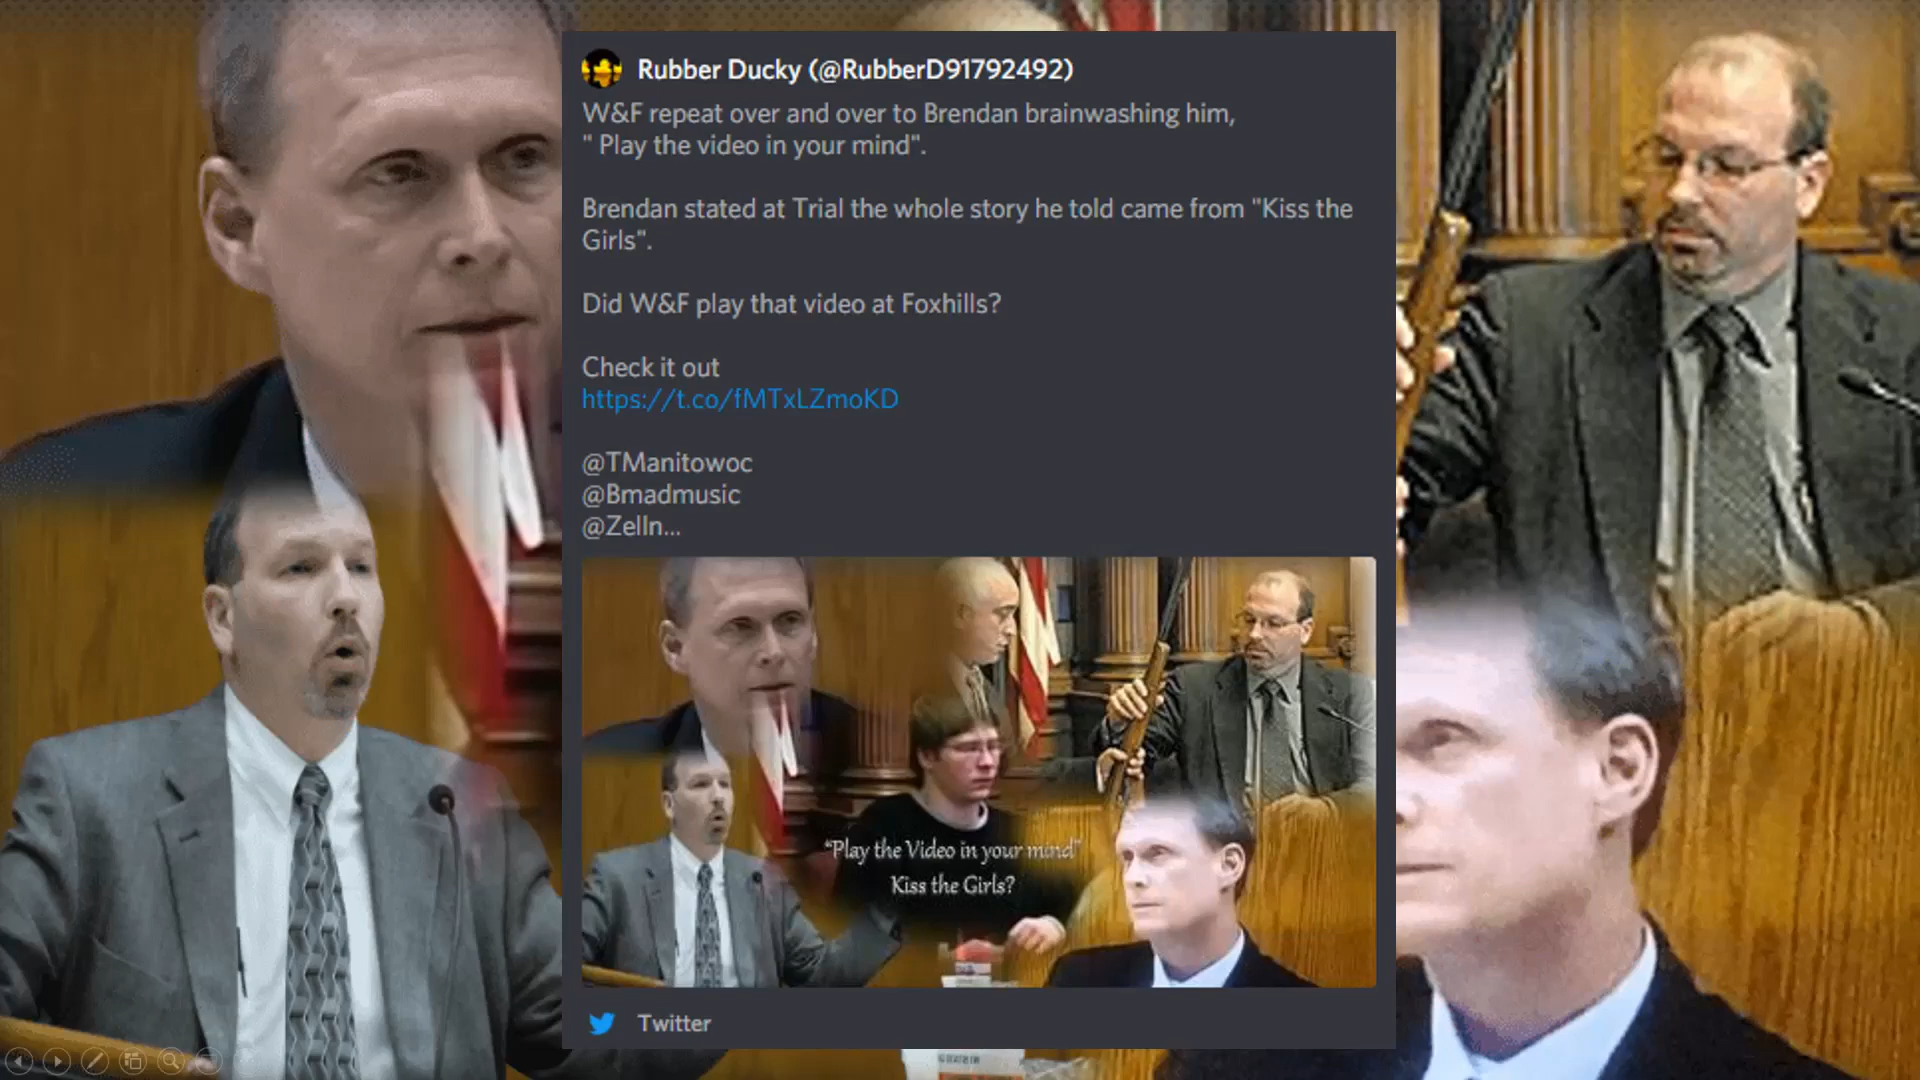 Rubber Ducky (@RubberD91792492)
W&F repeat over and over to Brendan brainwashing him,
" Play the video in your mind".
Brendan stated at Trial the whole story he told came from "Kiss the
Girls".
Did W&F play that video at Foxhills?
Check it out
https://t.co/fMTxLZmoKD
@TManitowoc
@Bmadmusic
@Zelln...
"Play the Video in your mind"
Kiss the Girls?
Twitter